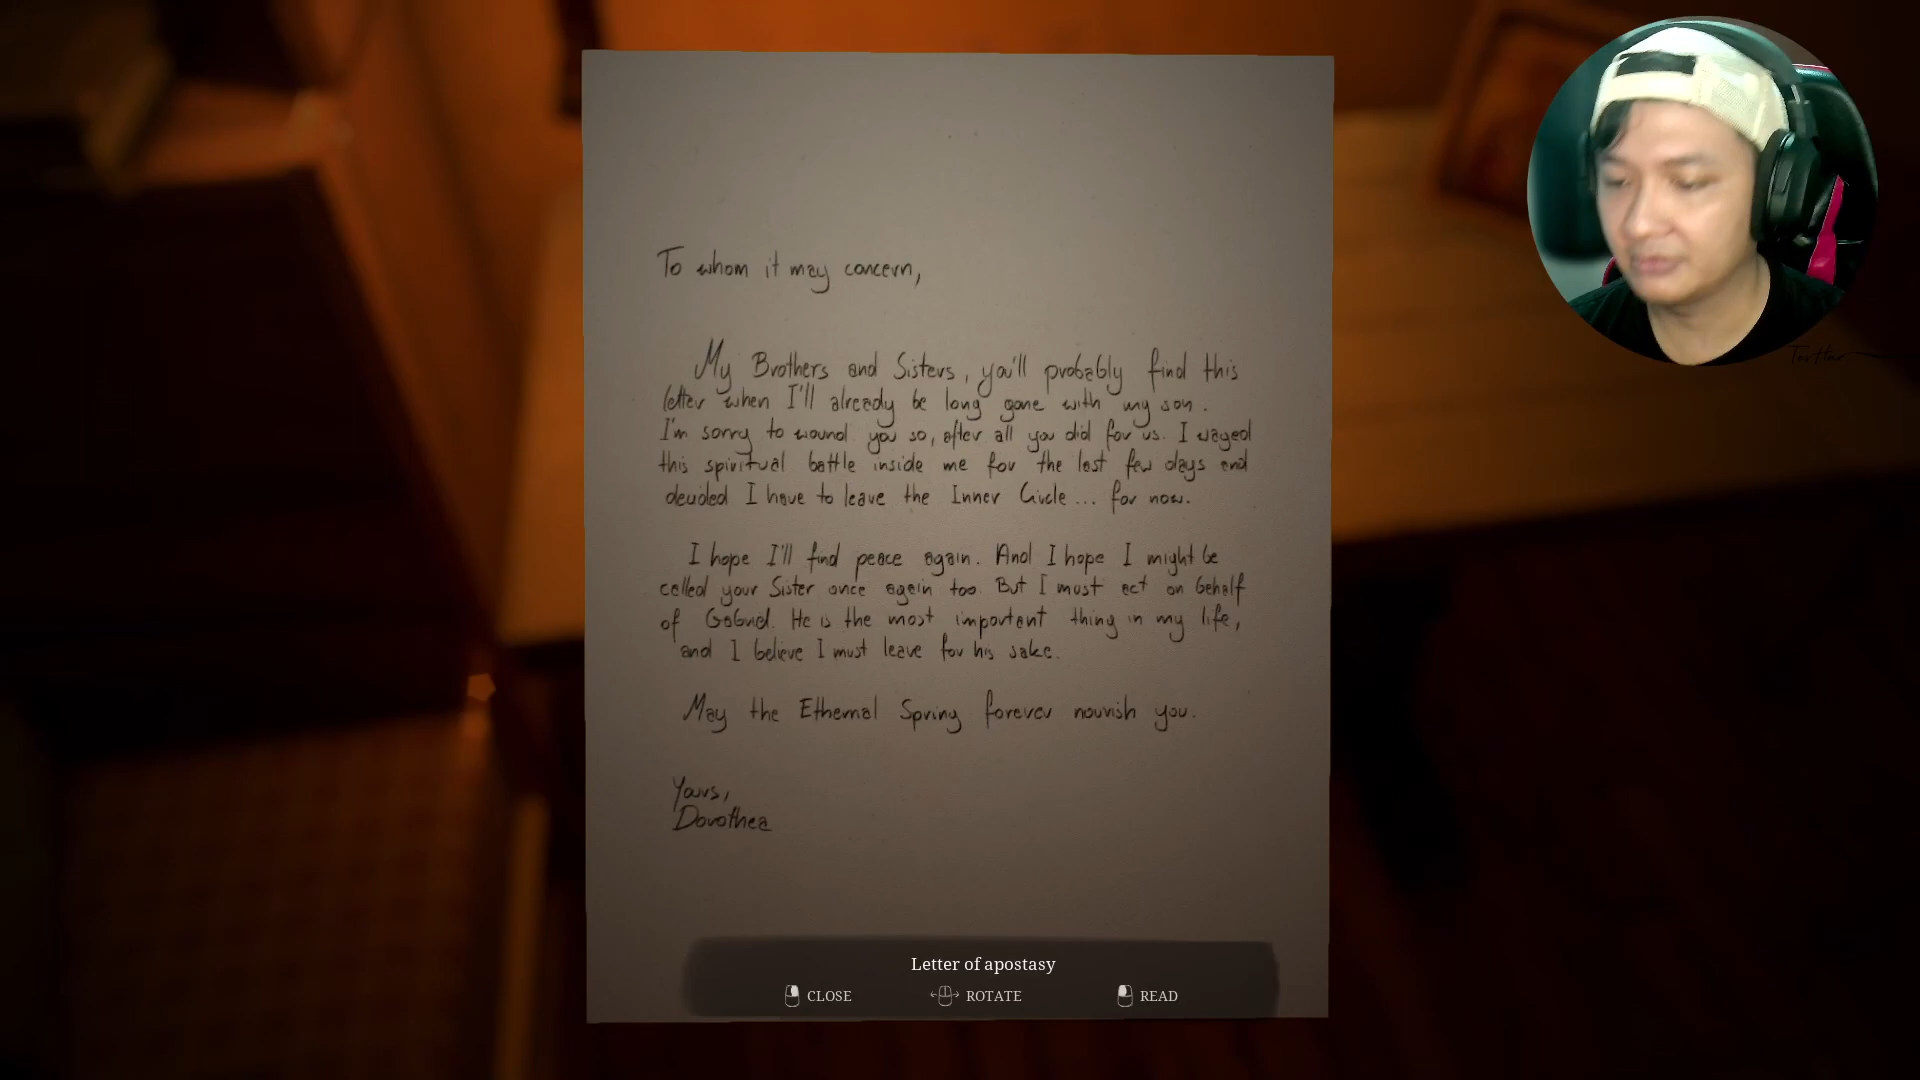 To whom it may concern,
My Brothers and Sisters, you'll probably find this
letter when I'll already be long gone with my son.
I'm sorry to wound you so, after all you did for us. I waged
this spiritual battle inside me for the last few days and
decided I have to leave the Inner Circle... for now.
I hope I'll find peace again. And I hope I might be
called your Sister once again too. But I must act on behalf
of Gabriel. He is the most important thing in my life,
and I believe I must leave for his sake.
May the Ethernal Spring forever nourish you.
Yours,
Dorothea
Letter of apostasy
CLOSE ROTATE READ